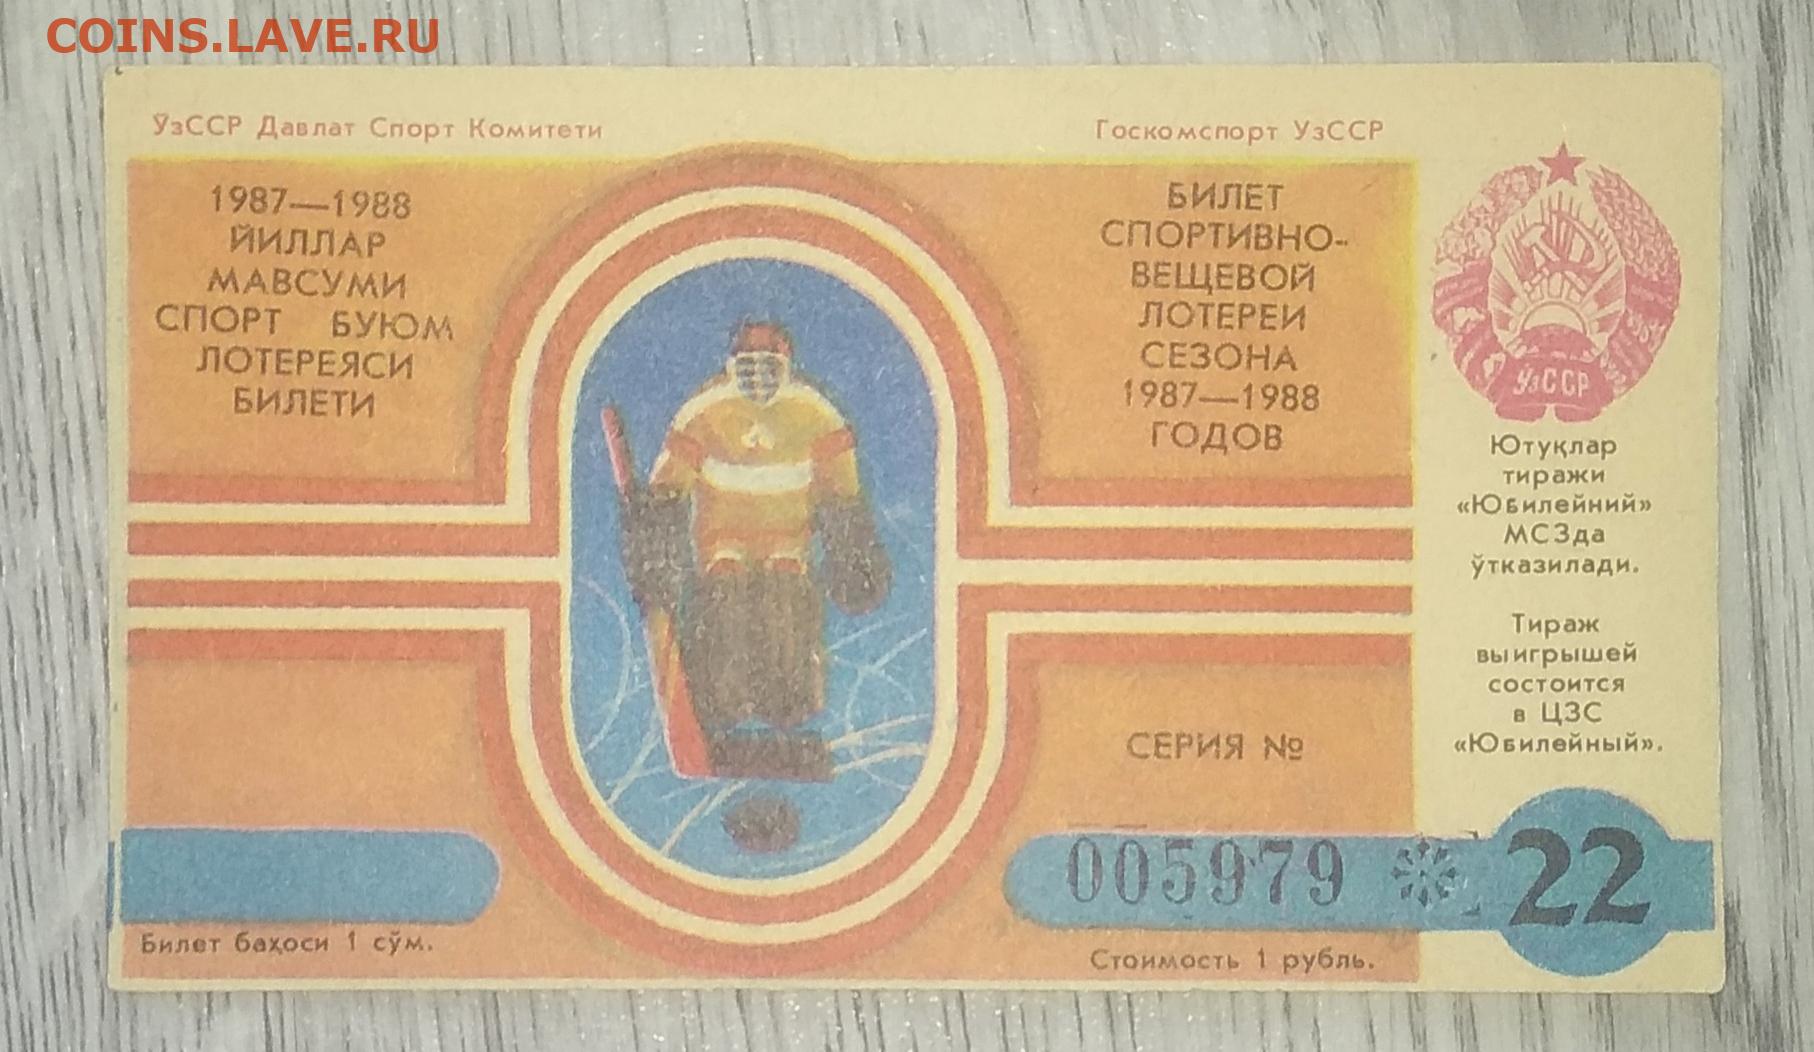 COINS.LAVE.RU
ЎзССР Давлат Спорт Комитети
Госкомспорт УзССР
1987—1988
ЙИЛЛАР
МАВСУМИ
СПОРТ БУЮМ
ЛОТЕРЕЯСИ
БИЛЕТИ
БИЛЕТ
СПОРТИВНО-
ВЕЩЕВОЙ
ЛОТЕРЕИ
СЕЗОНА
1987—1988
ГОДОВ
ЎзССР
Ютуқлар
тиражи
«Юбилейний»
МСЗда
ўтказилади.
Тираж
выигрышей
состоится
в ЦЗС
«Юбилейный».
СЕРИЯ №
005979
22
Билет баҳоси 1 сўм.
Стоимость 1 рубль.